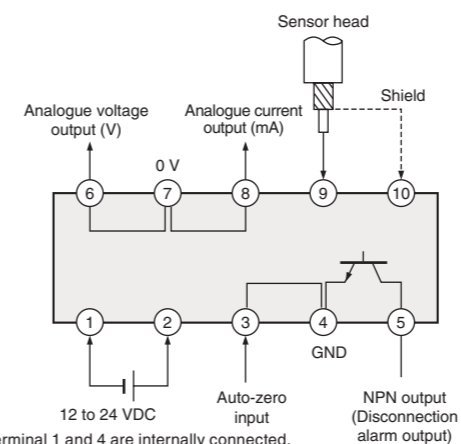 Sensor head
Shield
Analogue voltage
output (V)
Analogue current
output (mA)
0 V
6
7
8
9
10
1
2
3
4
5
GND
12 to 24 VDC
Auto-zero
input
NPN output
(Disconnection
alarm output)
terminal 1 and 4 are internally connected.